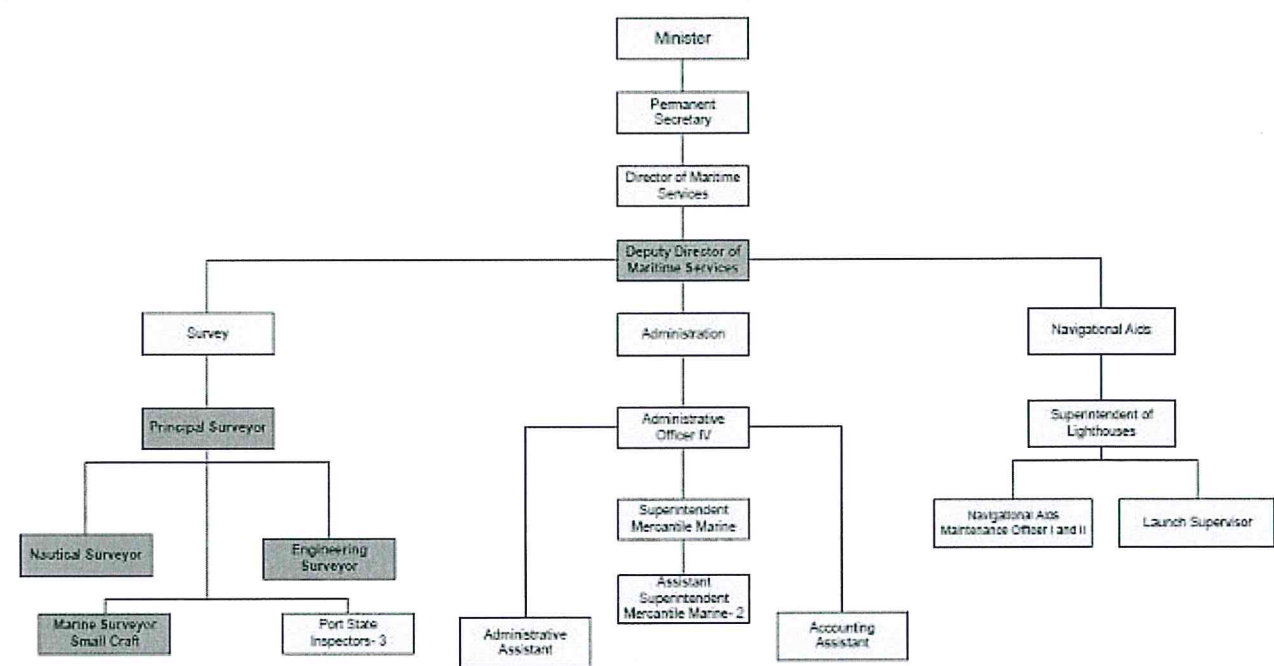 Minister
Permanent
Secretary
Director of Maritime
Services
Deputy Director of
Maritime Services
Survey
Administration
Navigational Aids
Principal Surveyor
Administrative
Officer IV
Superintendent of
Lighthouses
Nautical Surveyor
Engineering
Surveyor
Superintendent
Mercantile Marine
Navigational Aids
Maintenance Officer I and II
Launch Supervisor
Marine Surveyor
Small Craft
Port State
Inspectors- 3
Administrative
Assistant
Assistant
Superintendent
Mercantile Marine- 2
Accounting
Assistant